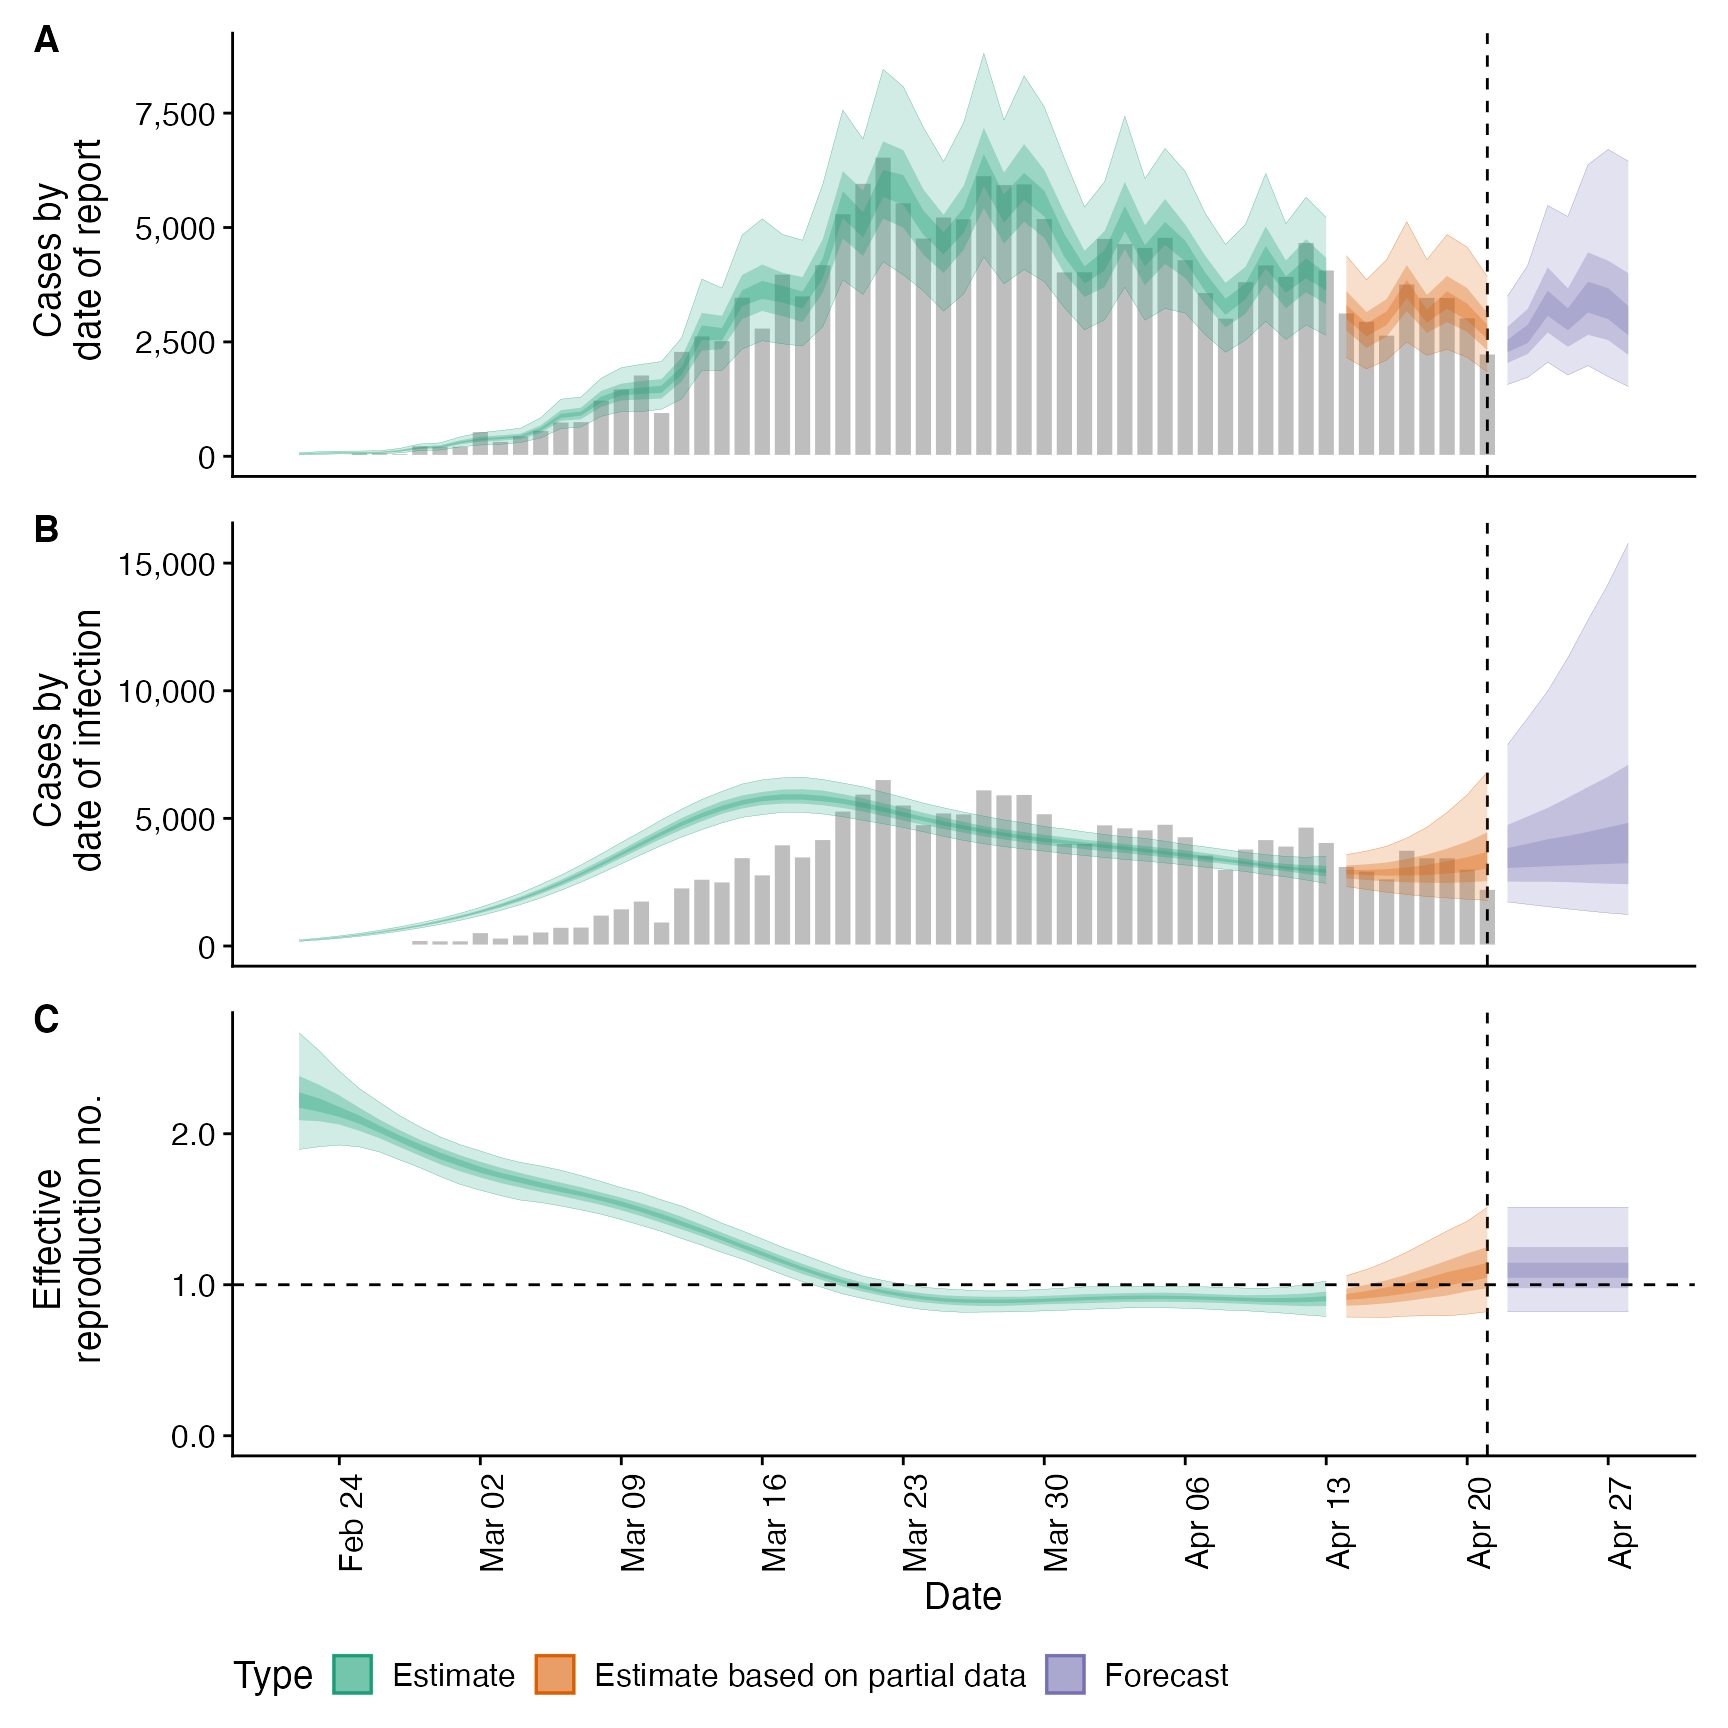 A
Cases by
date of report
7,500
5,000
2,500
0
B
Cases by
date of infection
15,000
10,000
5,000
0
C
Effective
reproduction no.
2.0
1.0
0.0
Feb 24
Mar 02
Mar 09
Mar 16
Mar 23
Mar 30
Apr 06
Apr 13
Apr 20
Apr 27
Date
Type Estimate Estimate based on partial data Forecast